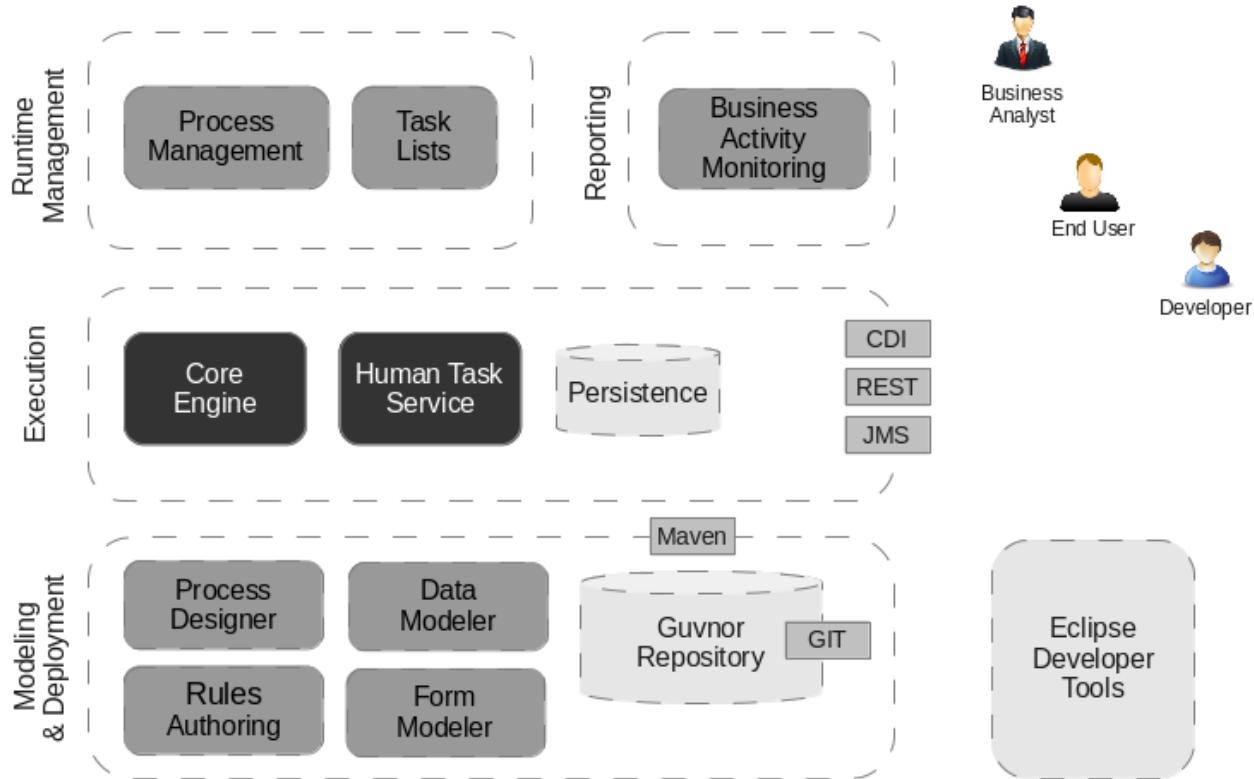 Runtime
Management
Process
Management
Task
Lists
Reporting
Business
Activity
Monitoring
Business
Analyst
End User
Developer
Execution
Core
Engine
Human Task
Service
Persistence
CDI
REST
JMS
Modeling
& Deployment
Process
Designer
Data
Modeler
Rules
Authoring
Form
Modeler
Maven
Guvnor
Repository
GIT
Eclipse
Developer
Tools